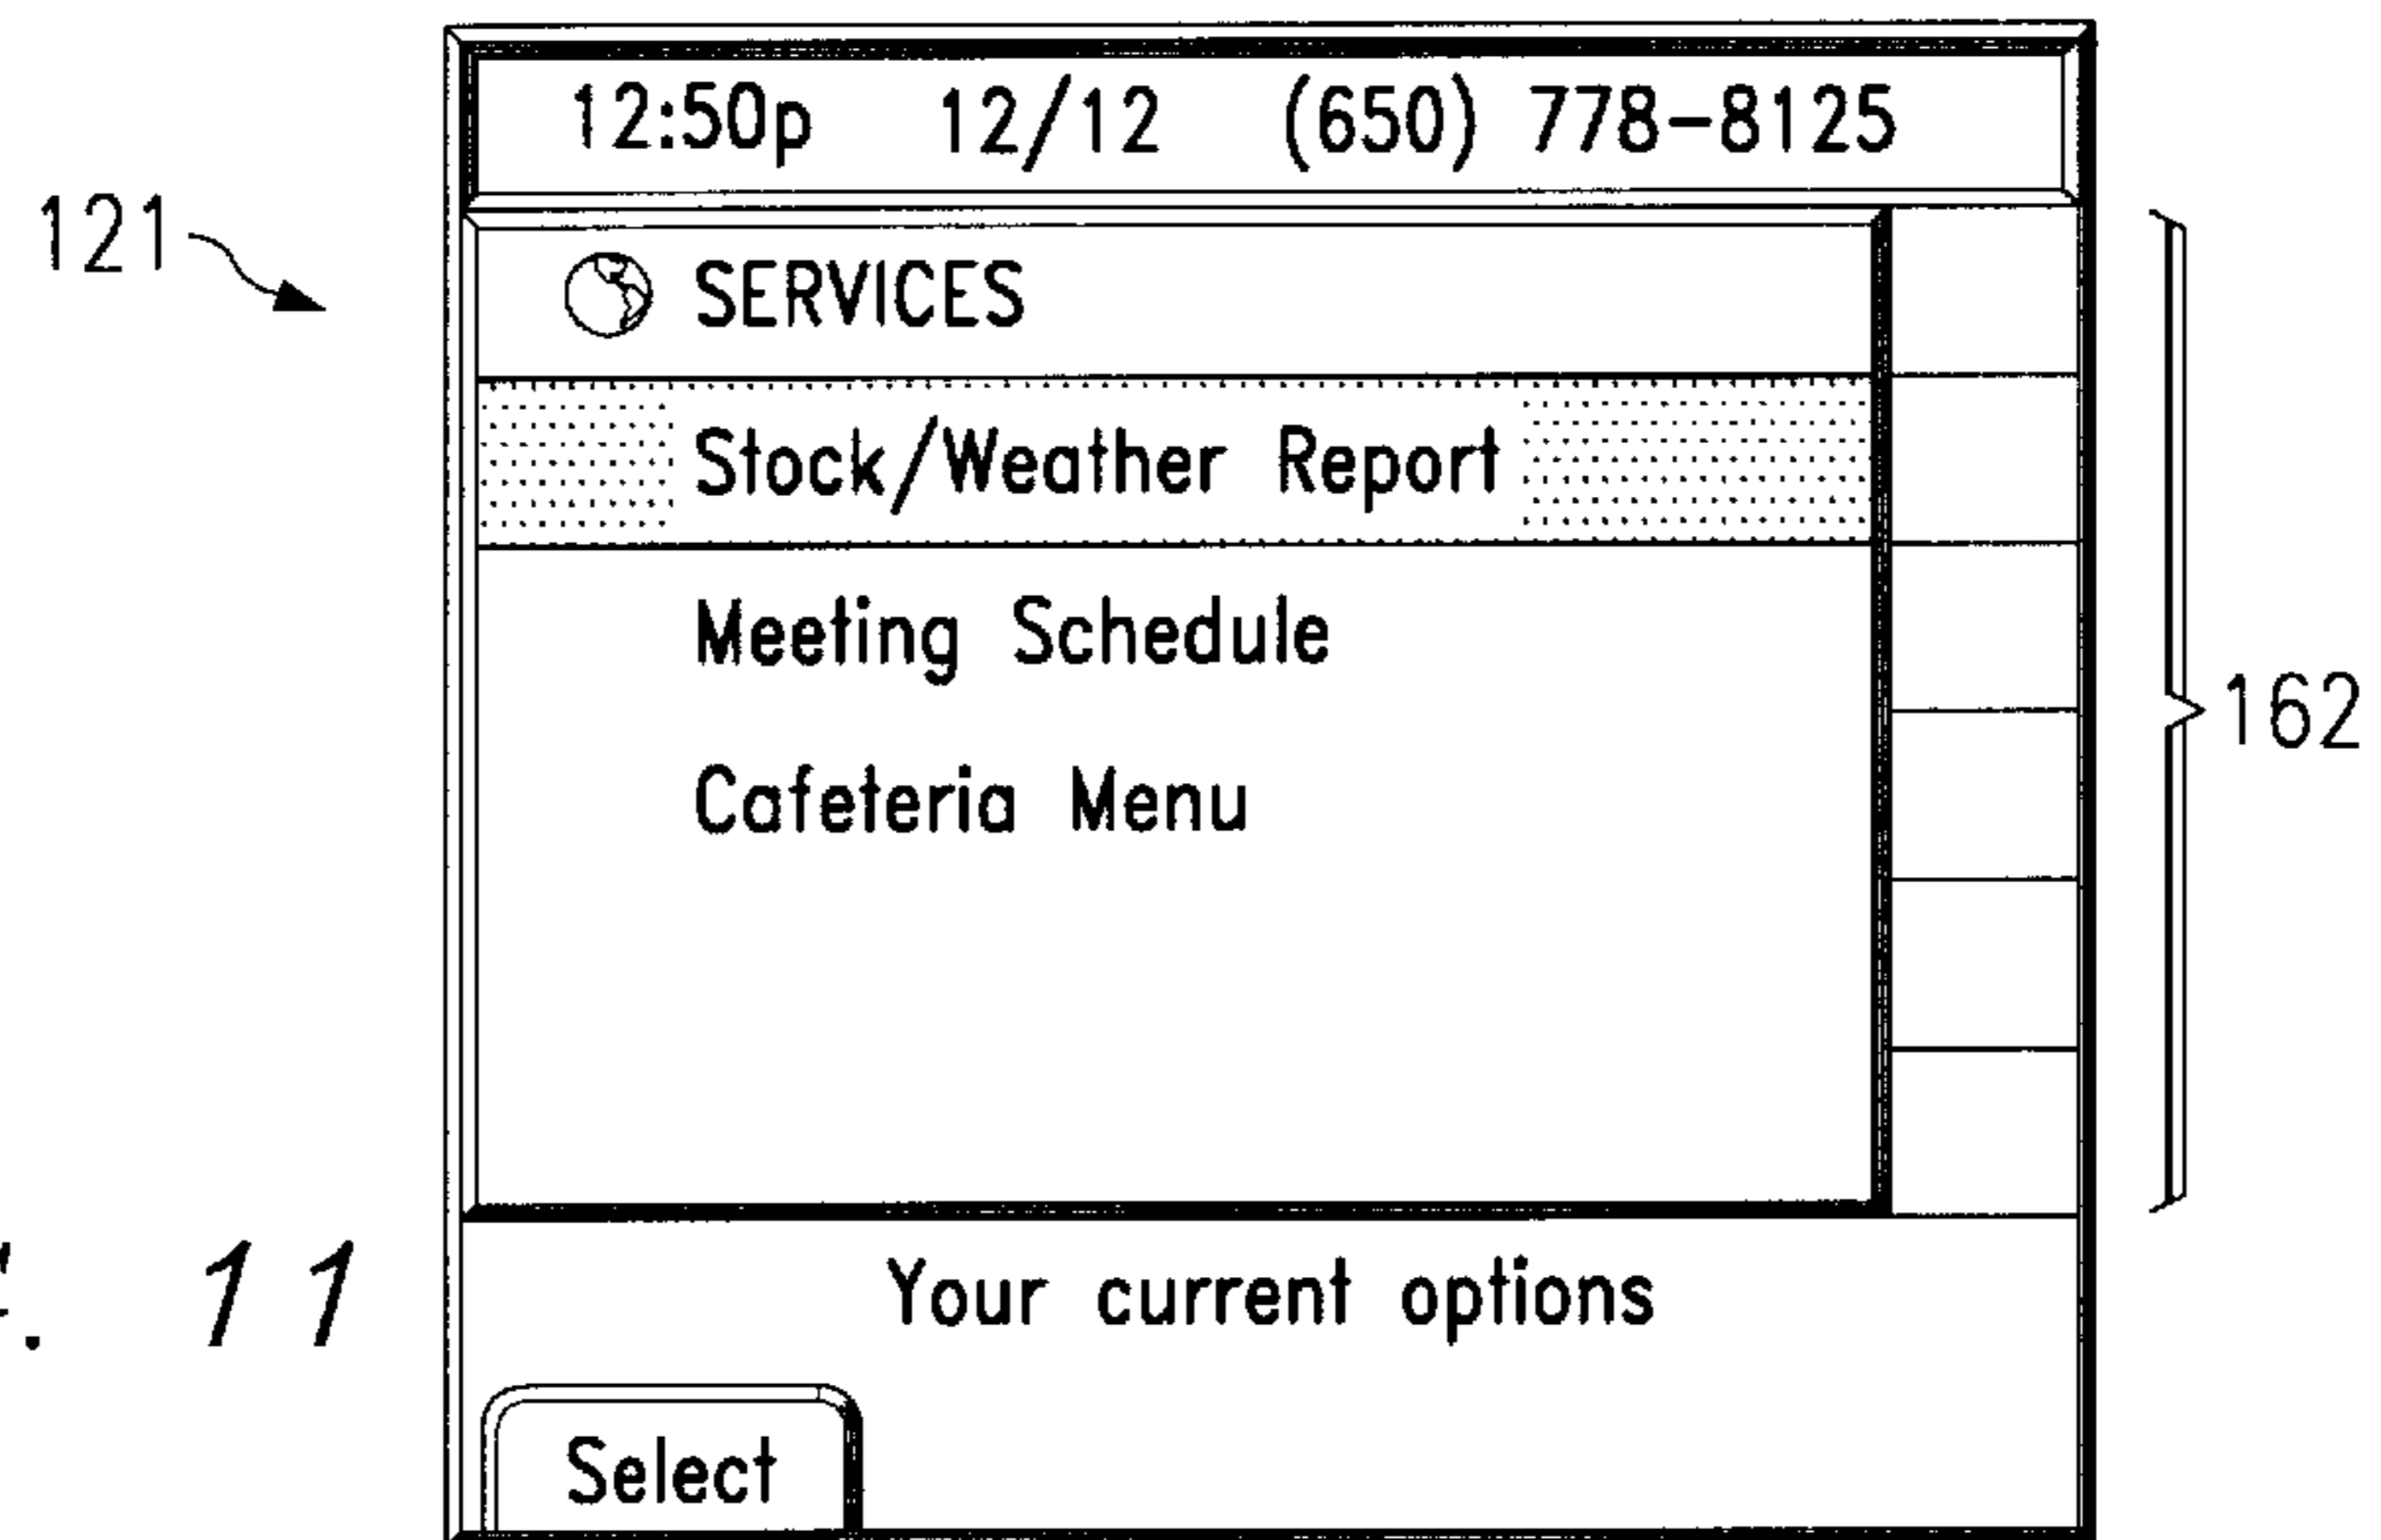 12:50p 12/12 (650) 778-8125
121
SERVICES
Stock/Weather Report
Meeting Schedule
162
Cafeteria Menu
Your current options
11
Select